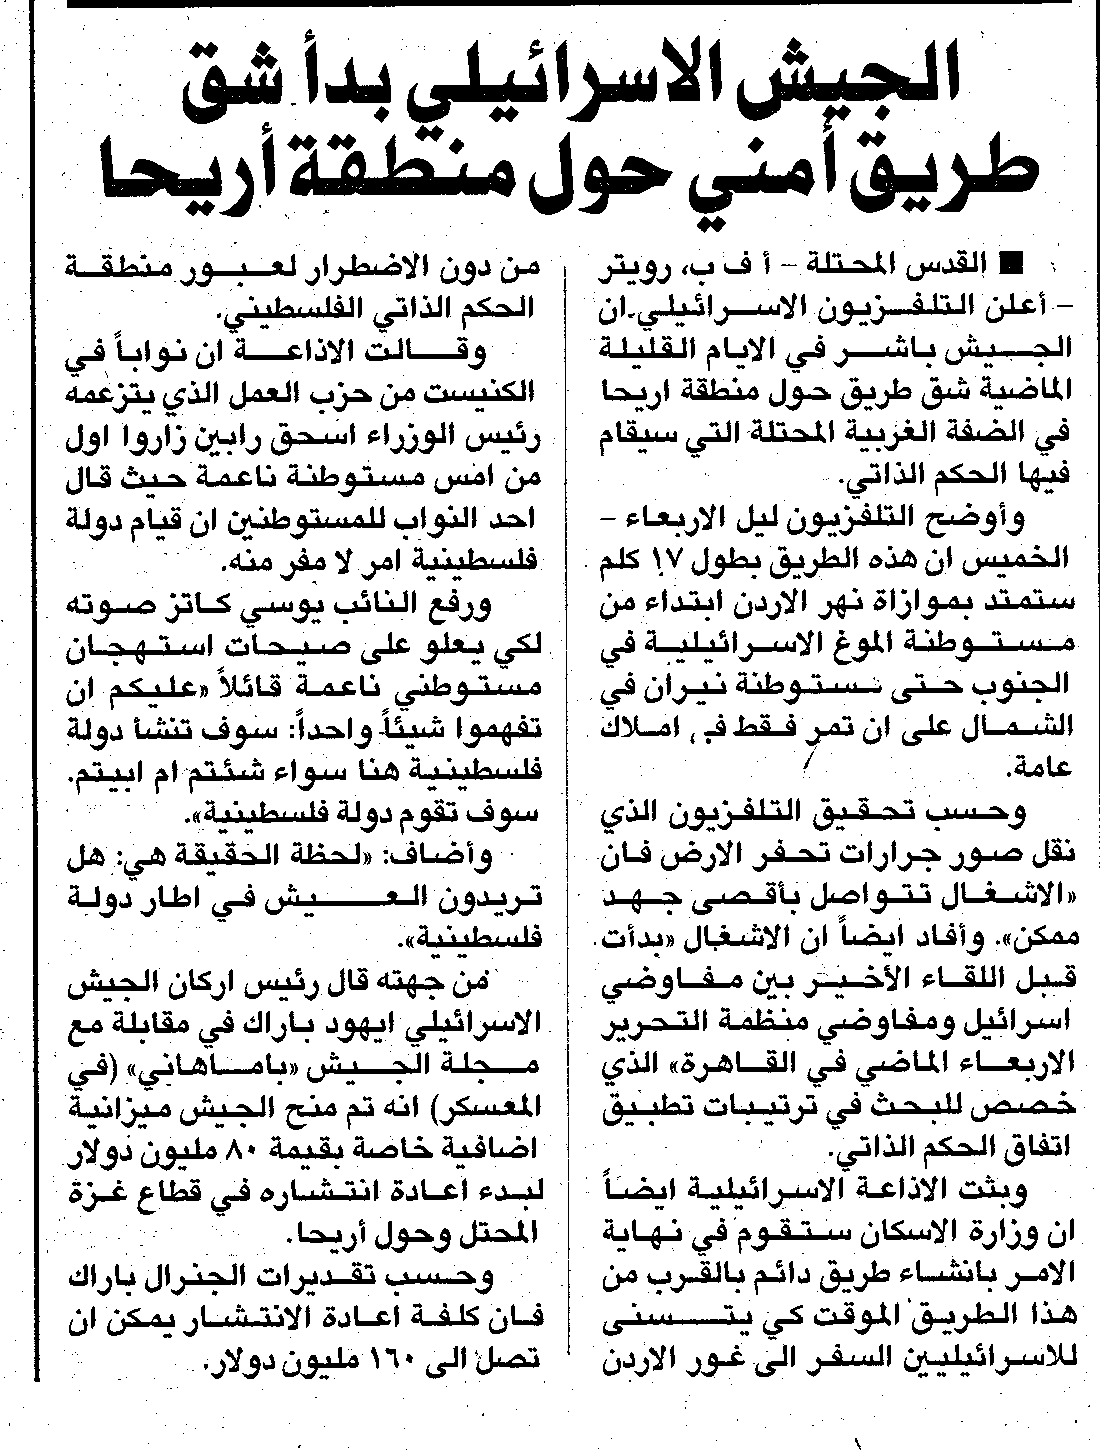 الجيش الاسرائيلي بدأ شق
طريق أمني حول منطقة أريحا
■ القدس المحتلة - أ ف ب، رويتر
- أعلن التلفزيون الاسرائيلي ان
الجيش باشر في الايام القليلة
الماضية شق طريق حول منطقة اريحا
في الضفة الغربية المحتلة التي سيقام
فيها الحكم الذاتي.
وأوضح التلفزيون ليل الاربعاء -
الخميس ان هذه الطريق بطول ١٧ كلم
ستمتد بموازاة نهر الاردن ابتداء من
مستوطنة الموغ الاسرائيلية في
الجنوب حتى مستوطنة نيران في
الشمال على ان تمر فقط في املاك
عامة.
وحسب تحقيق التلفزيون الذي
نقل صور جرارات تحفر الارض فان
«الاشغال تتواصل بأقصى جهد
ممكن». وأفاد ايضاً ان الاشغال «بدأت
قبل اللقاء الأخير بين مفاوضي
اسرائيل ومفاوضي منظمة التحرير
الاربعاء الماضي في القاهرة» الذي
خصص للبحث في ترتيبات تطبيق
اتفاق الحكم الذاتي.
وبثت الاذاعة الاسرائيلية ايضاً
ان وزارة الاسكان ستقوم في نهاية
الامر بانشاء طريق دائم بالقرب من
هذا الطريق الموقت كي يتسنى
للاسرائيليين السفر الى غور الاردن
من دون الاضطرار لعبور منطقة
الحكم الذاتي الفلسطيني.
وقالت الاذاعة ان نواباً في
الكنيست من حزب العمل الذي يتزعمه
رئيس الوزراء اسحق رابين زاروا اول
من امس مستوطنة ناعمة حيث قال
احد النواب للمستوطنين ان قيام دولة
فلسطينية امر لا مفر منه.
ورفع النائب يوسي كاتز صوته
لكي يعلو على صيحات استهجان
مستوطني ناعمة قائلاً «عليكم ان
تفهموا شيئاً واحداً: سوف تنشأ دولة
فلسطينية هنا سواء شئتم ام ابيتم.
سوف تقوم دولة فلسطينية».
وأضاف: «لحظة الحقيقة هي: هل
تريدون العيش في اطار دولة
فلسطينية».
من جهته قال رئيس اركان الجيش
الاسرائيلي ايهود باراك في مقابلة مع
مجلة الجيش «باماهاني» (في
المعسكر) انه تم منح الجيش ميزانية
اضافية خاصة بقيمة ٨٠ مليون دولار
لبدء اعادة انتشاره في قطاع غزة
المحتل وحول أريحا.
وحسب تقديرات الجنرال باراك
فان كلفة اعادة الانتشار يمكن ان
تصل الى ١٦٠ مليون دولار.